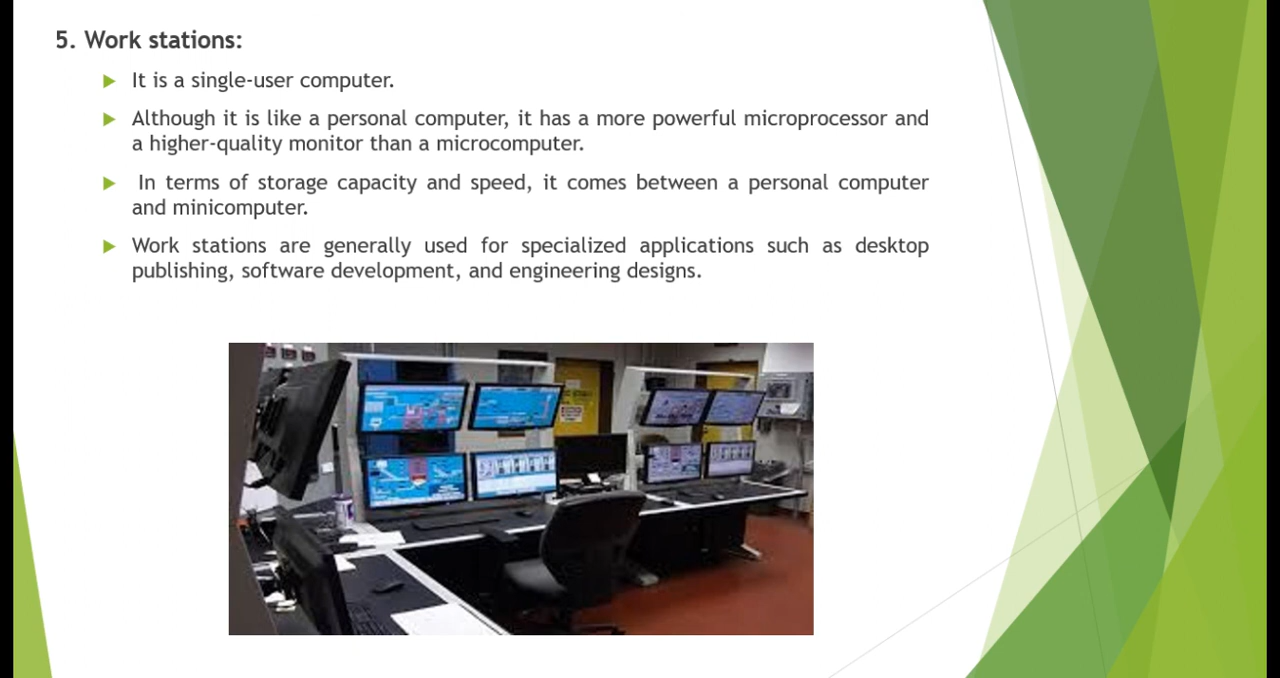 5. Work stations:
It is a single-user computer.
Although it is like a personal computer, it has a more powerful microprocessor and
a higher-quality monitor than a microcomputer.
In terms of storage capacity and speed, it comes between a personal computer
and minicomputer.
Work stations are generally used for specialized applications such as desktop
publishing, software development, and engineering designs.